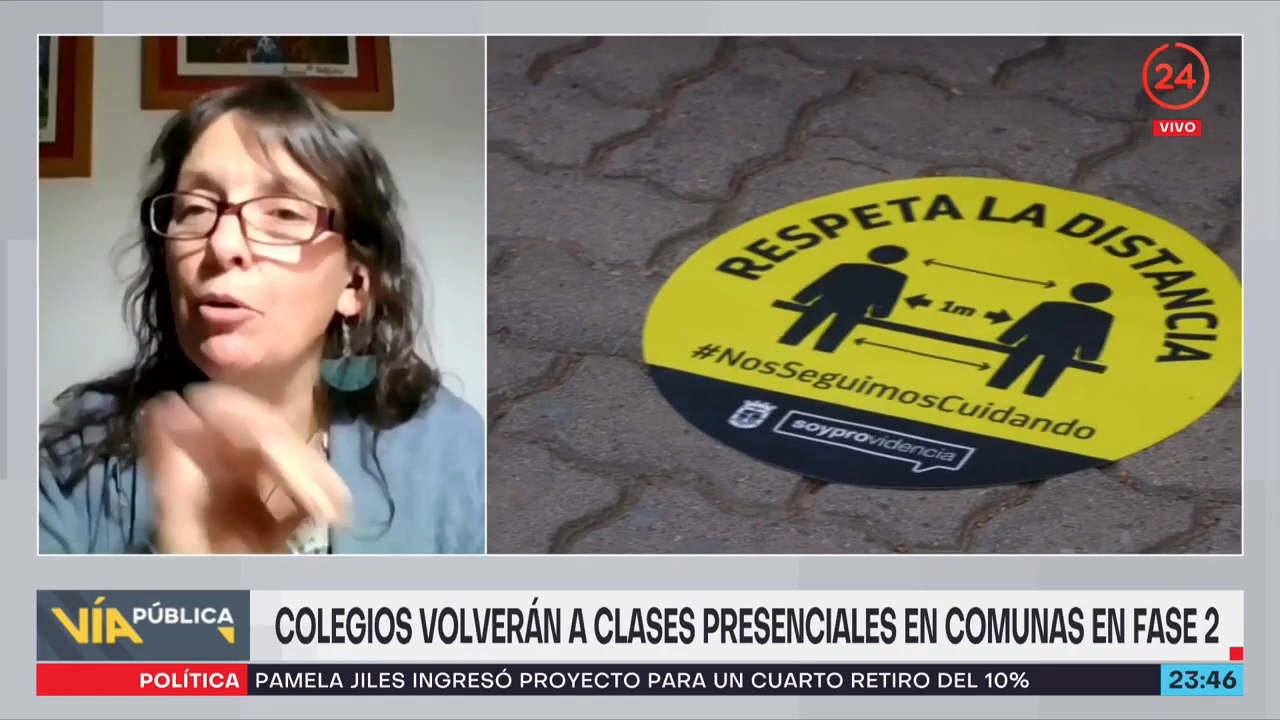 24
VIVO
RESPETA LA DISTANCIA
1m
#NosSeguimosCuidando
soyprovidencia
VÍA PÚBLICA
COLEGIOS VOLVERÁN A CLASES PRESENCIALES EN COMUNAS EN FASE 2
POLÍTICA PAMELA JILES INGRESÓ PROYECTO PARA UN CUARTO RETIRO DEL 10% 23:46